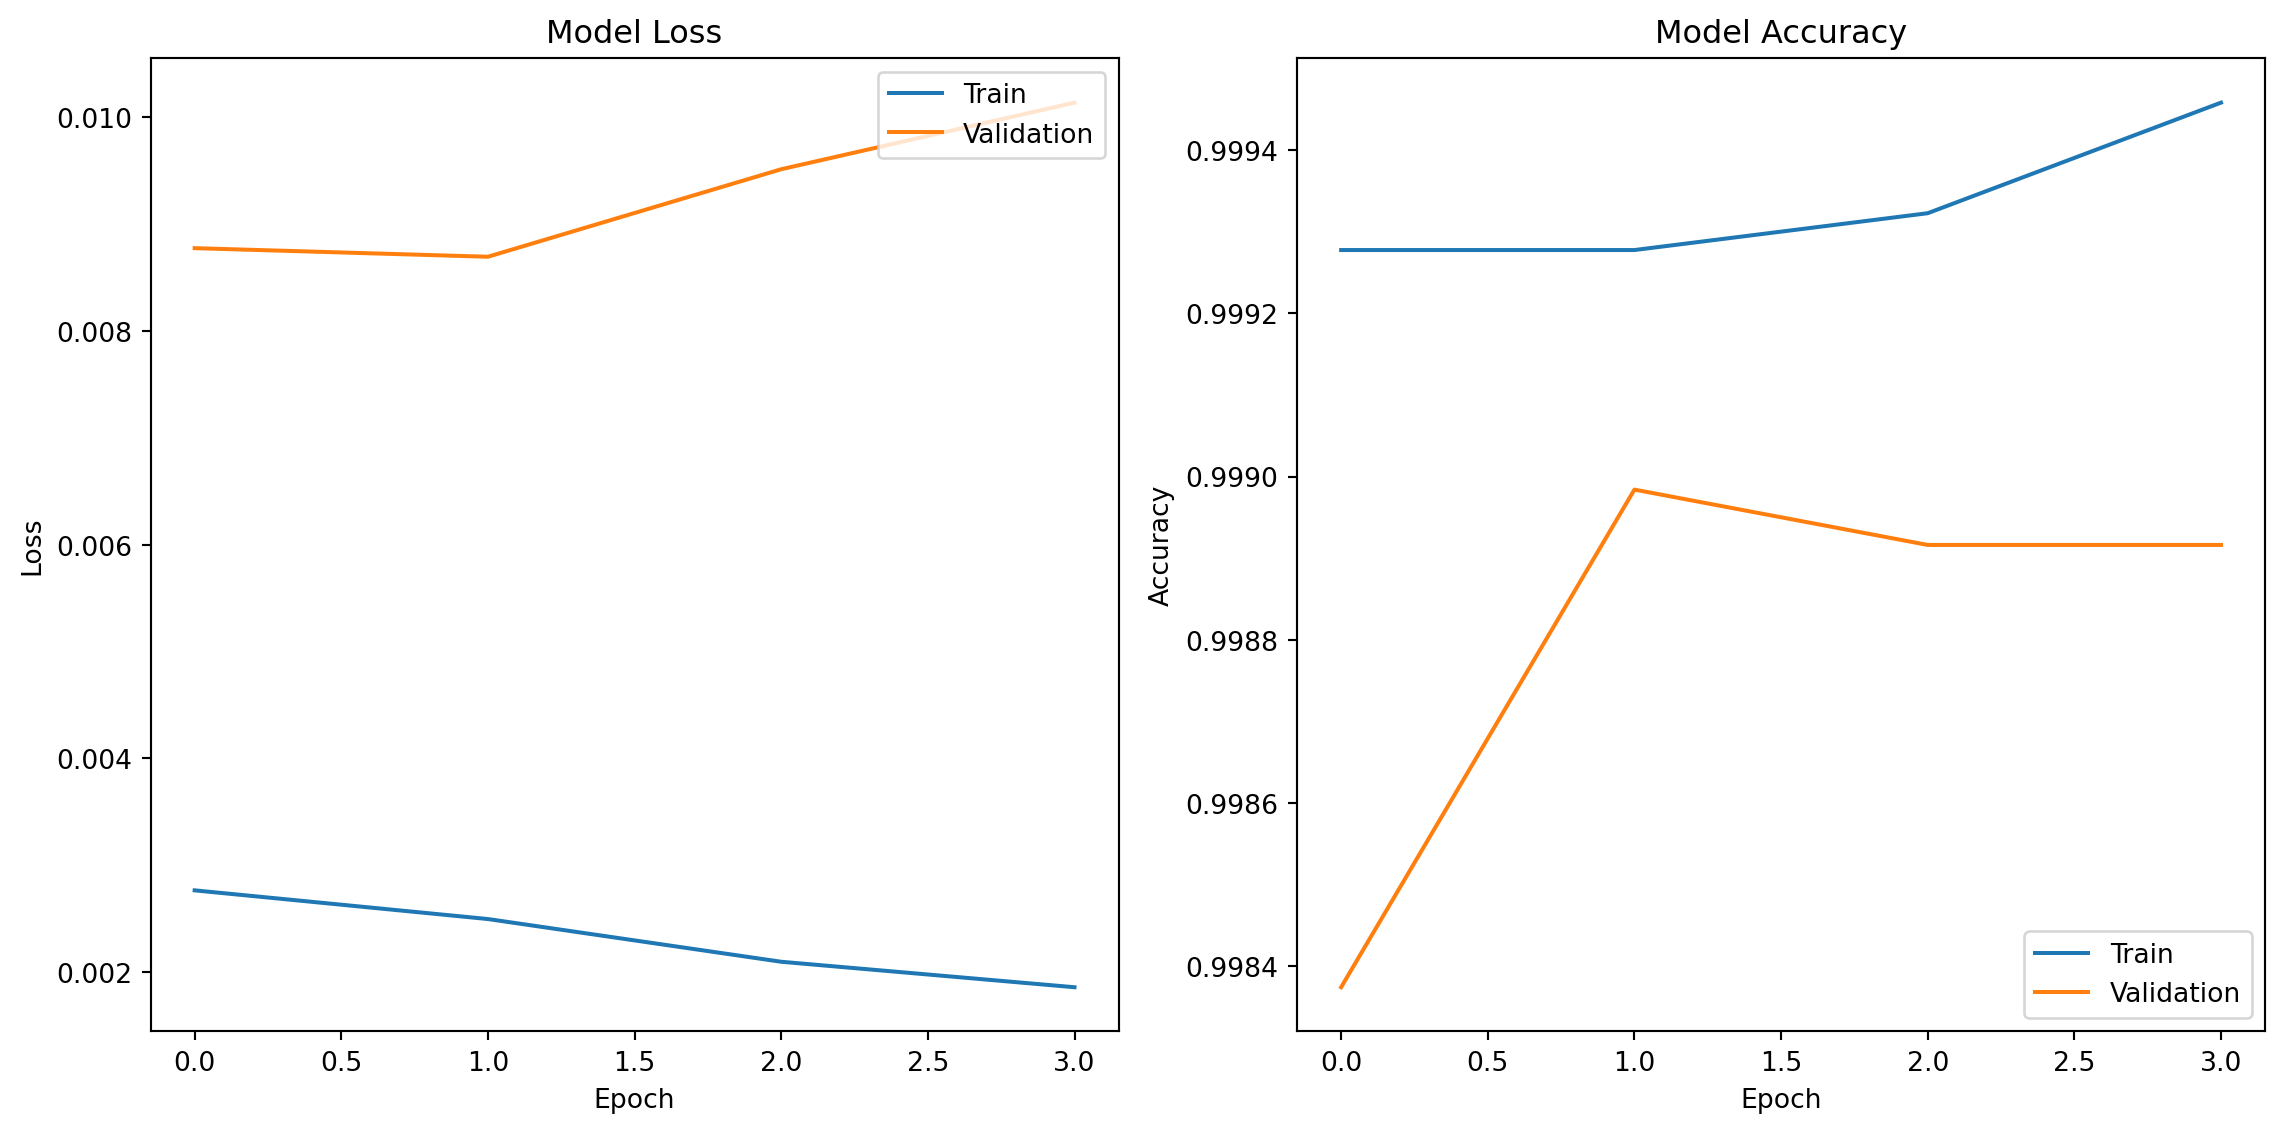 Model Loss
Train
Validation
0.010
0.008
0.006
0.004
0.002
Loss
0.0 0.5 1.0 1.5 2.0 2.5 3.0
Epoch
Model Accuracy
0.9994
0.9992
0.9990
0.9988
0.9986
0.9984
Accuracy
Train
Validation
0.0 0.5 1.0 1.5 2.0 2.5 3.0
Epoch